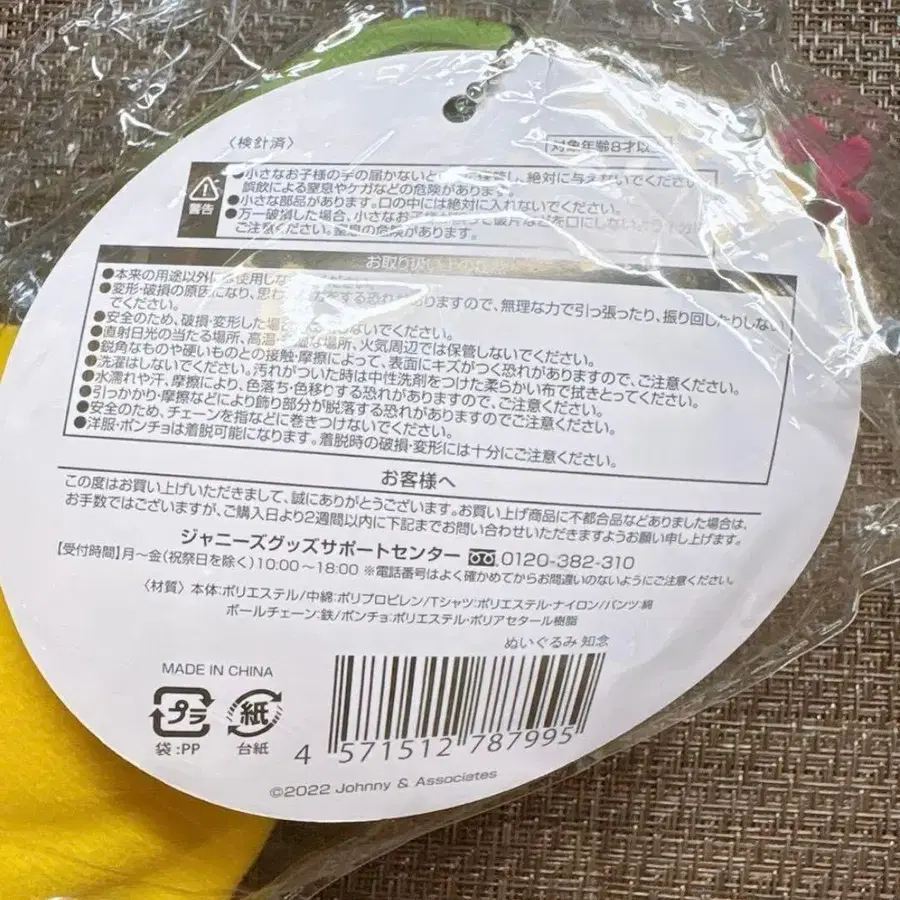 〈検針済〉
対象年齢8才以
警告
●小さなお子様の手の届かないと 保管し、絶対に与えないでください。
誤飲による窒息やケガなどの危険があります。
●小さな部品があります。口の中には絶対に入れないでください。
●万一破損した場合、小さなお子様が 破片などを口にしない
ご注意ください。窒息の危険があります。
お取り扱い上の
●本来の用途以外に 使用しな
●変形・破損の原因になり、思わ をする恐れがありますので、無理な力で引っ張ったり、振り回したりしない
でください。
●安全のため、破損・変形した場合 しないでください。
●直射日光の当たる場所、高温 な場所、火気周辺では保管しないでください。
●鋭角なものや硬いものとの接触・摩擦によって、表面にキズがつく恐れがありますので、ご注意ください。
●洗濯はしないでください。汚れがついた時は中性洗剤をつけた柔らかい布で拭きとってください。
●水濡れや汗、摩擦により、色落ち・色移りする恐れがありますので、ご注意ください。
●引っかかり・摩擦などにより飾り部分が脱落する恐れがありますのでご注意ください。
●安全のため、チェーンを指などに巻きつけないでください。
●洋服・ポンチョは着脱可能になります。着脱時の破損・変形には十分にご注意ください。
お客様へ
この度はお買い上げいただきまして、誠にありがとうございます。お買い上げ商品に不都合品などありました場合は、
お手数ではございますが、ご購入日より2週間以内に下記までお問い合わせいただきますようお願い申し上げます。
ジャニーズグッズサポートセンター 0120-382-310
【受付時間】月～金(祝祭日を除く)10:00～18:00 ※電話番号はよく確かめてからお間違いのないようにご注意ください。
〈材質〉本体:ポリエステル/中綿:ポリプロピレン/Tシャツ:ポリエステル・ナイロン/パンツ:綿
ボールチェーン:鉄/ポンチョ:ポリエステル・ポリアセタール樹脂
ぬいぐるみ 知念
MADE IN CHINA
プラ 紙
袋:PP 台紙
4 571512 787995
©2022 Johnny & Associates